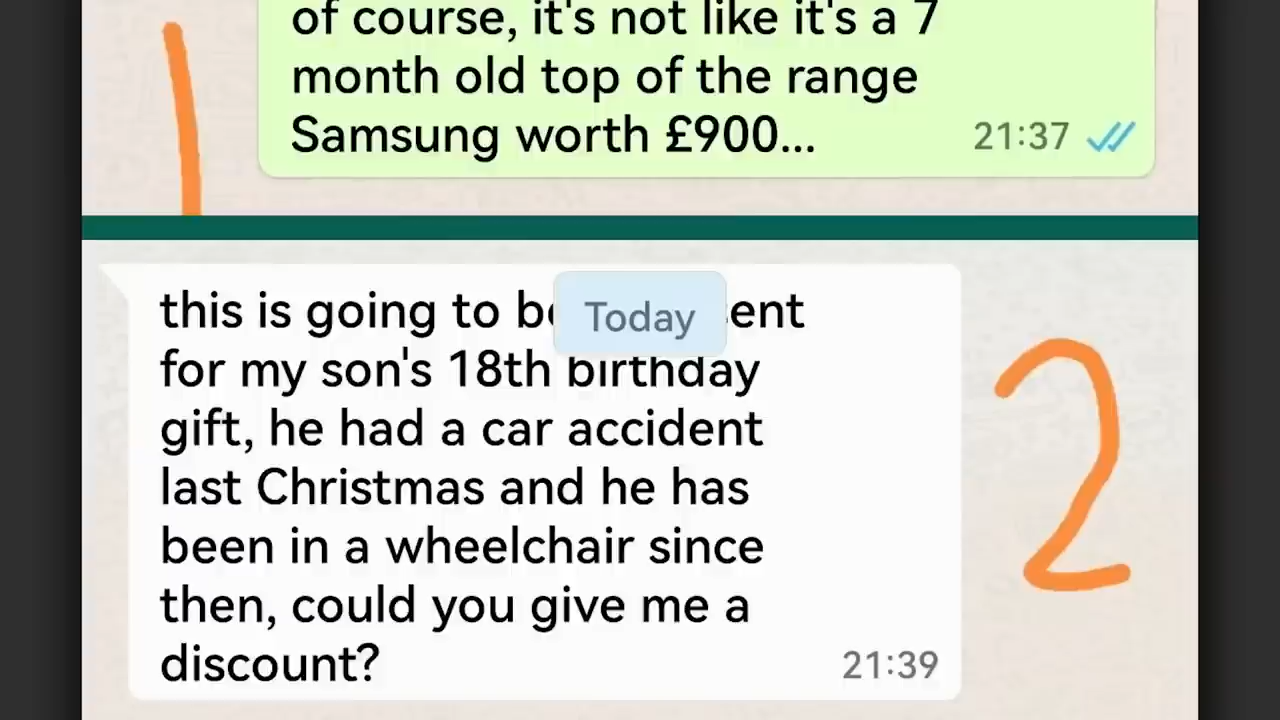 of course, it's not like it's a 7
month old top of the range
Samsung worth £900...
21:37
1
this is going to
Today
for my son's 18th birthday
gift, he had a car accident
last Christmas and he has
been in a wheelchair since
then, could you give me a
discount?
21:39
2